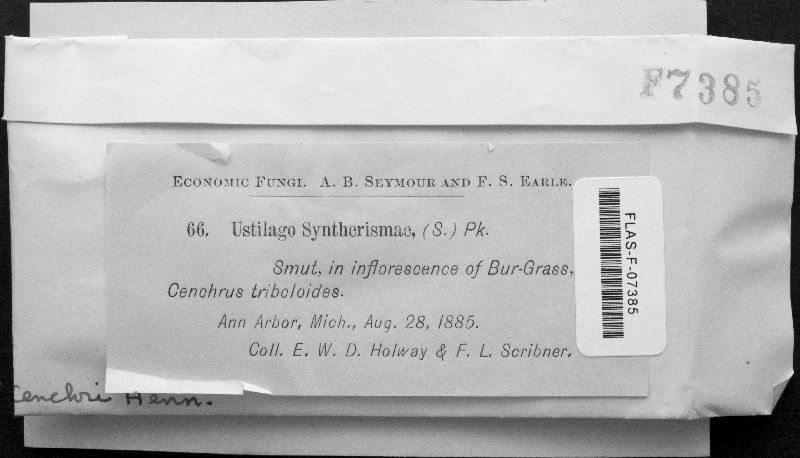 F7385
ECONOMIC FUNGI. A. B. SEYMOUR AND F. S. EARLE.
66. Ustilago Syntherismae, (S.) Pk.
Smut, in inflorescence of Bur-Grass,
Cenchrus tribuloides.
Ann Arbor, Mich., Aug. 28, 1885.
Coll. E. W. D. Holway & F. L. Scribner.
FLAS-F-07385
Cenchri Henn.